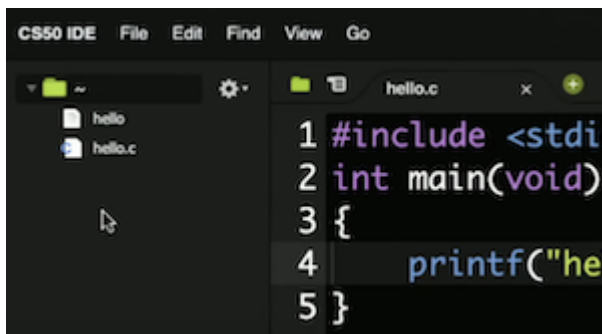 CS50 IDE File Edit Find View Go
~
hello
hello.c
hello.c ×
1 #include <stdi
2 int main(void)
3 {
4 printf("he
5 }